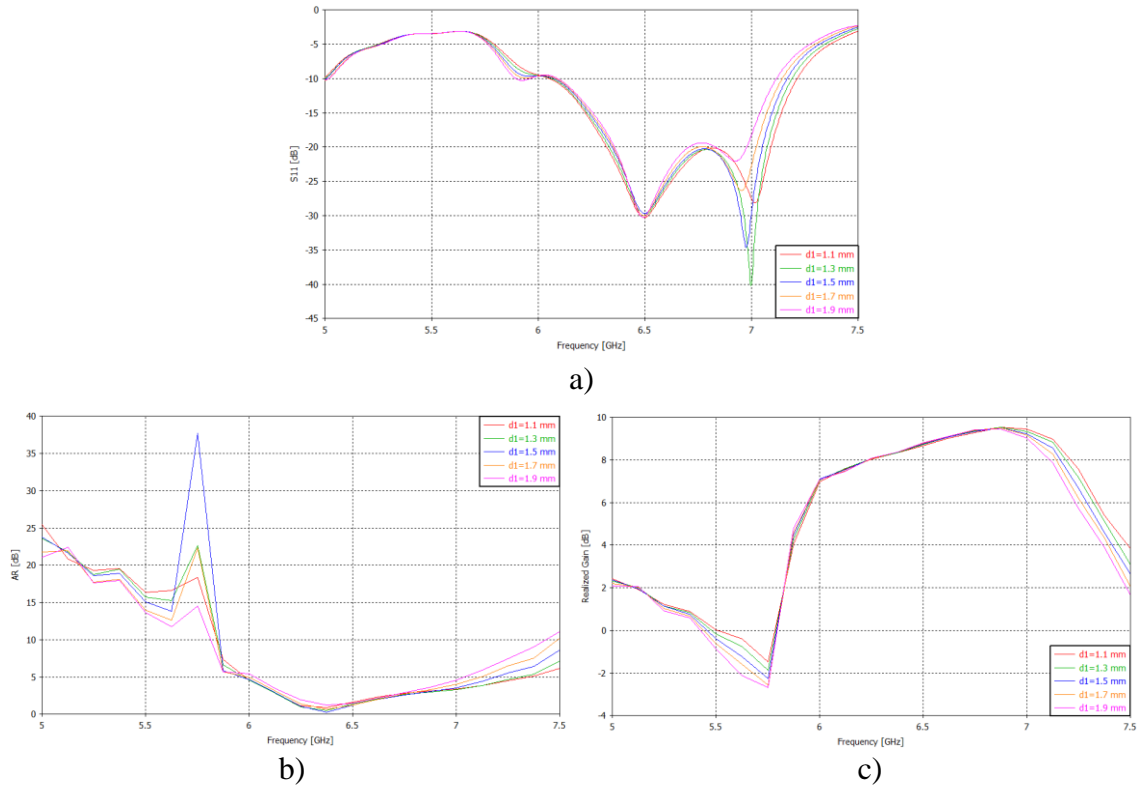 0
-5
-10
-15
-20
-25
-30
-35
-40
-45
S11 [dB]
5
5.5
6
6.5
7
7.5
Frequency [GHz]
d1=1.1 mm
d1=1.3 mm
d1=1.5 mm
d1=1.7 mm
d1=1.9 mm
a)
40
35
30
25
20
15
10
5
0
AR [dB]
5
5.5
6
6.5
7
7.5
Frequency [GHz]
d1=1.1 mm
d1=1.3 mm
d1=1.5 mm
d1=1.7 mm
d1=1.9 mm
b)
10
8
6
4
2
0
-2
-4
Realized Gain [dB]
5
5.5
6
6.5
7
7.5
Frequency [GHz]
d1=1.1 mm
d1=1.3 mm
d1=1.5 mm
d1=1.7 mm
d1=1.9 mm
c)